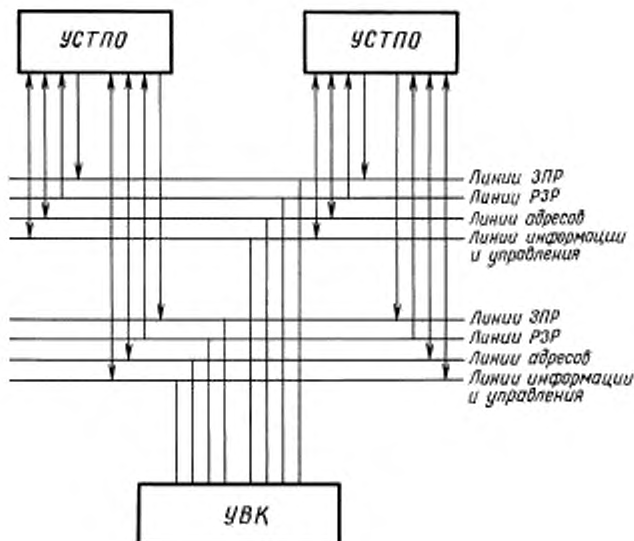 УСТПО
УСТПО
Линии ЗПР
Линии РЗР
Линии адресов
Линии информации
и управления
Линии ЗПР
Линии РЗР
Линии адресов
Линии информации
и управления
УВК